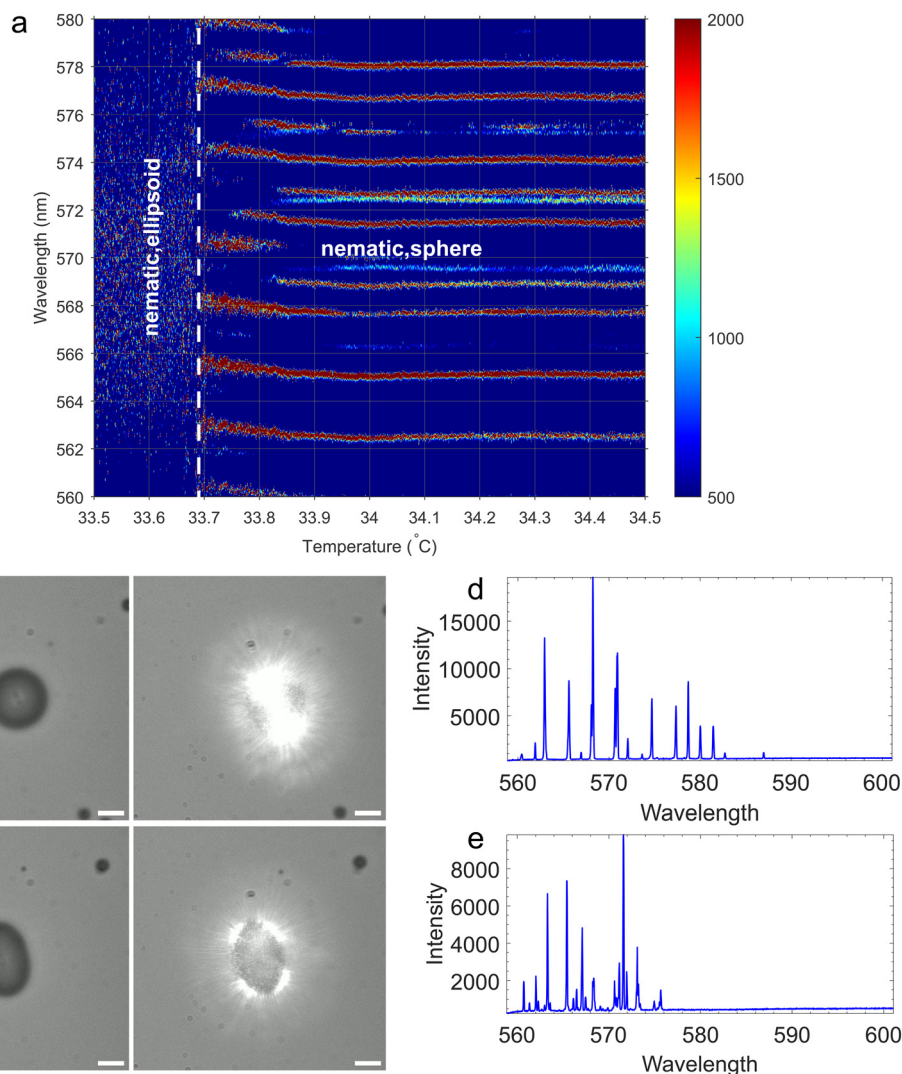 a
580
578
576
574
572
570
568
566
564
562
560
Wavelength (nm)
nematic,ellipsoid
nematic,sphere
33.5 33.6 33.7 33.8 33.9 34 34.1 34.2 34.3 34.4 34.5
Temperature (°C)
2000
1500
1000
500
d
15000
10000
5000
Intensity
560 570 580 590 600
Wavelength
e
8000
6000
4000
2000
Intensity
560 570 580 590 600
Wavelength